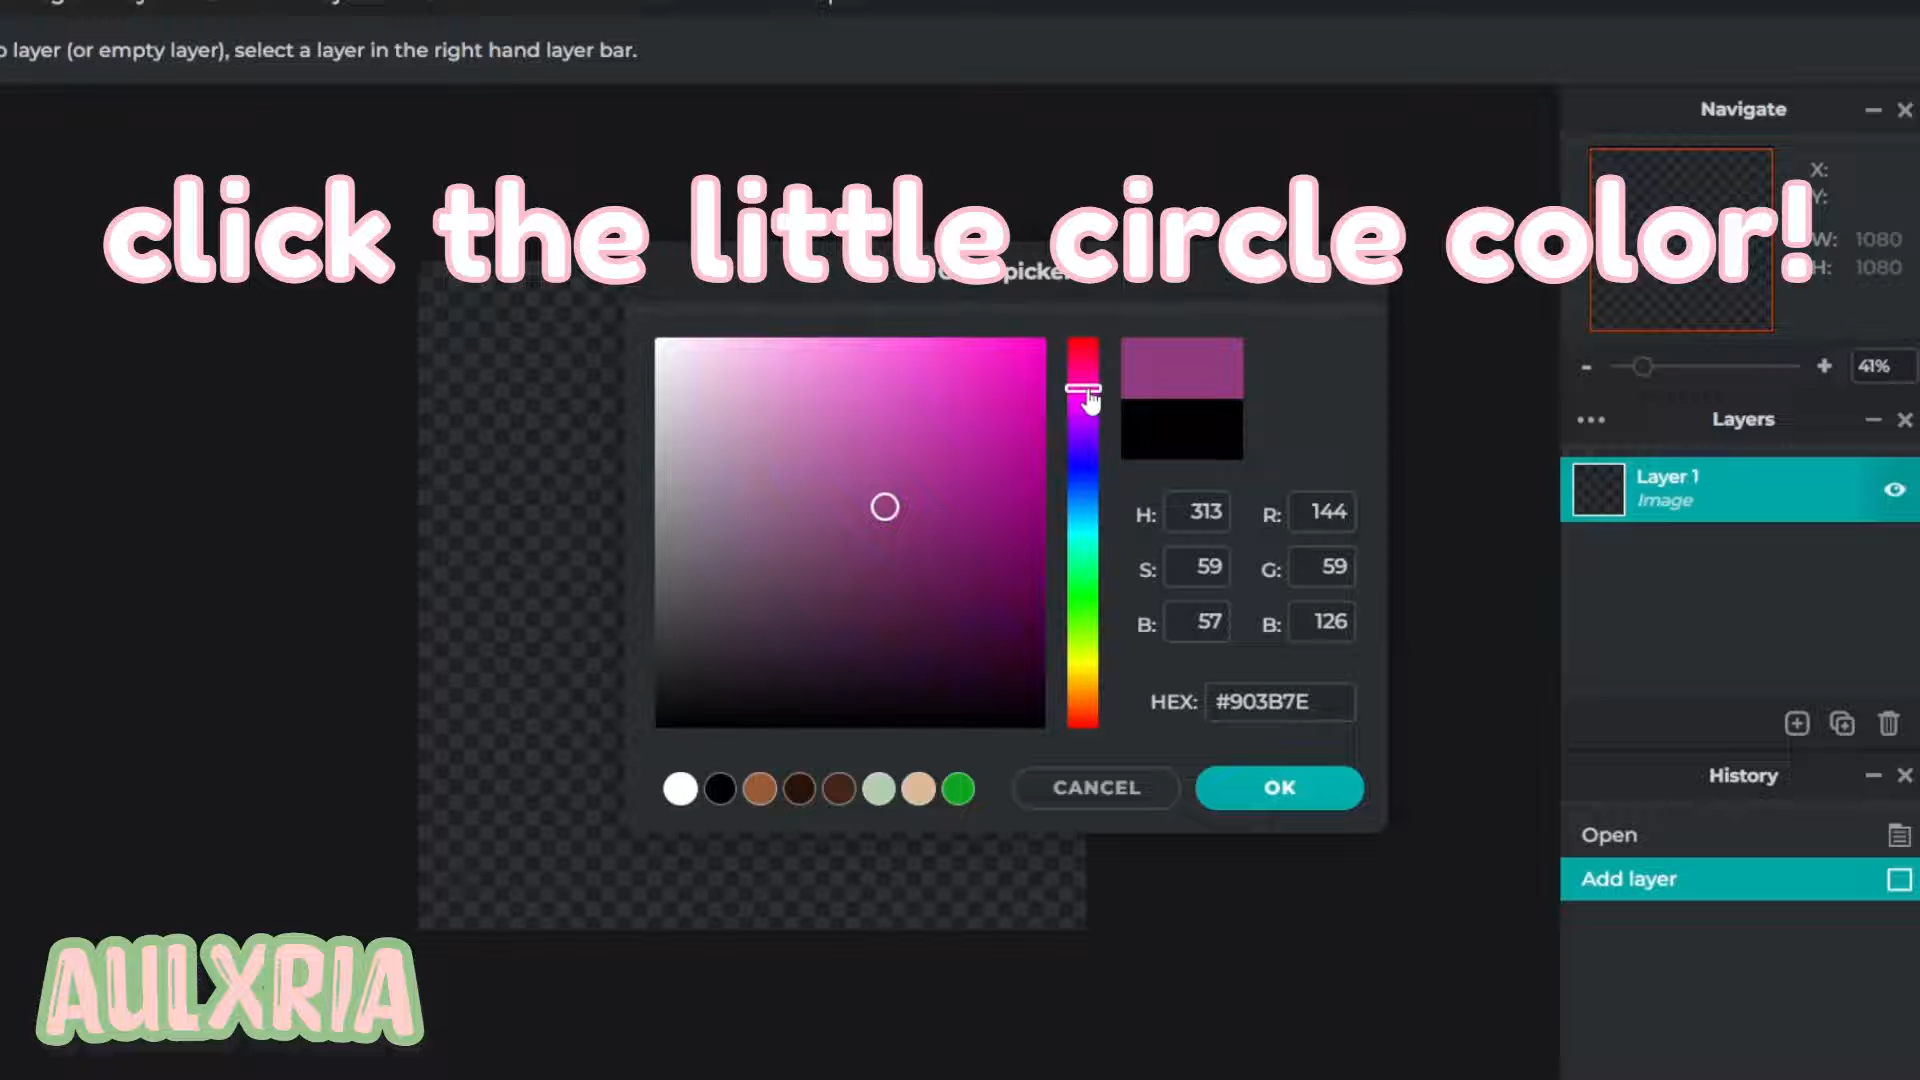 layer (or empty layer), select a layer in the right hand layer bar.
Navigate
X:
Y:
click the little circle color!
W: 1080
H: 1080
picker
41%
Layers
Layer 1
Image
H: 313 R: 144
S: 59 G: 59
B: 57 B: 126
HEX: #903B7E
CANCEL OK
History
Open
Add layer
AULXRIA